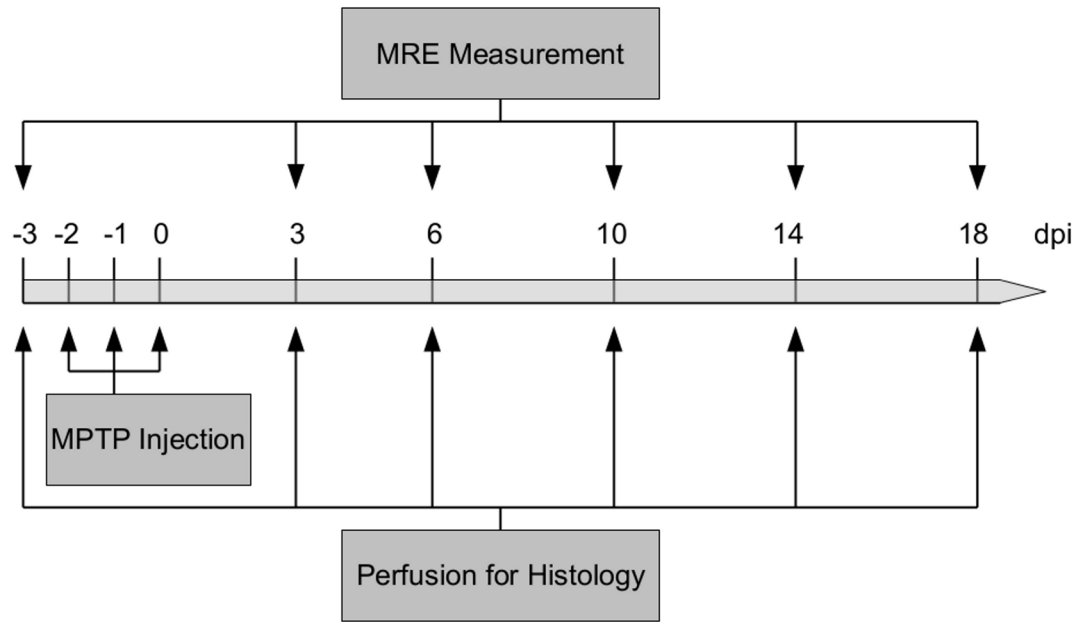 MRE Measurement
-3 -2 -1 0 3 6 10 14 18 dpi
MPTP Injection
Perfusion for Histology